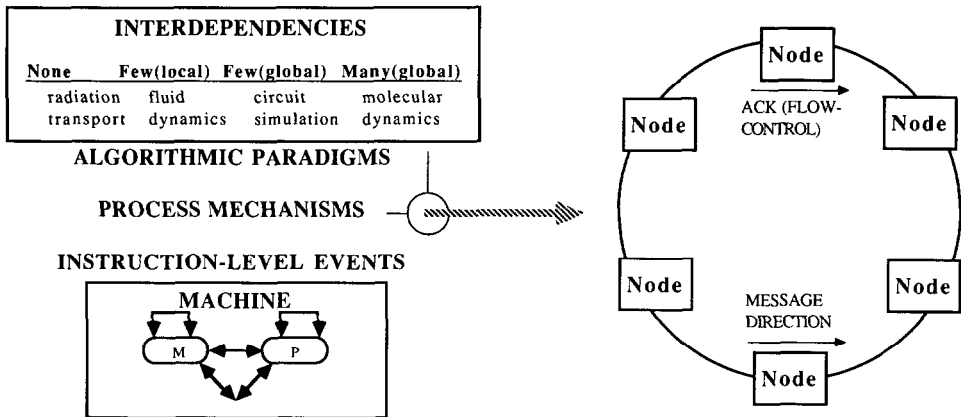 INTERDEPENDENCIES
None Few(local) Few(global) Many(global)
radiation fluid circuit molecular
transport dynamics simulation dynamics
ALGORITHMIC PARADIGMS
PROCESS MECHANISMS
INSTRUCTION-LEVEL EVENTS
MACHINE
M P
Node
Node
Node
ACK (FLOW-
CONTROL)
Node
Node
MESSAGE
DIRECTION
Node